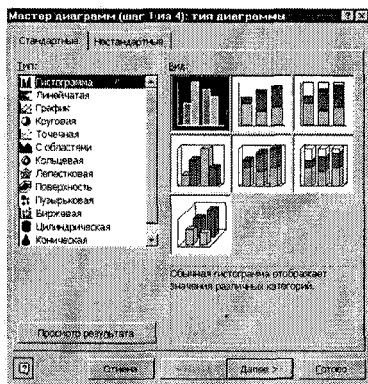 Мастер диаграмм (шаг 1 из 4): тип диаграммы
Стандартные Нестандартные
Тип: Вид:
Гистограмма
Линейчатая
График
Круговая
Точечная
С областями
Кольцевая
Лепестковая
Поверхность
Пузырьковая
Биржевая
Цилиндрическая
Коническая
Обычная гистограмма отображает
значения различных категорий.
Просмотр результата
Отмена Далее > Готово